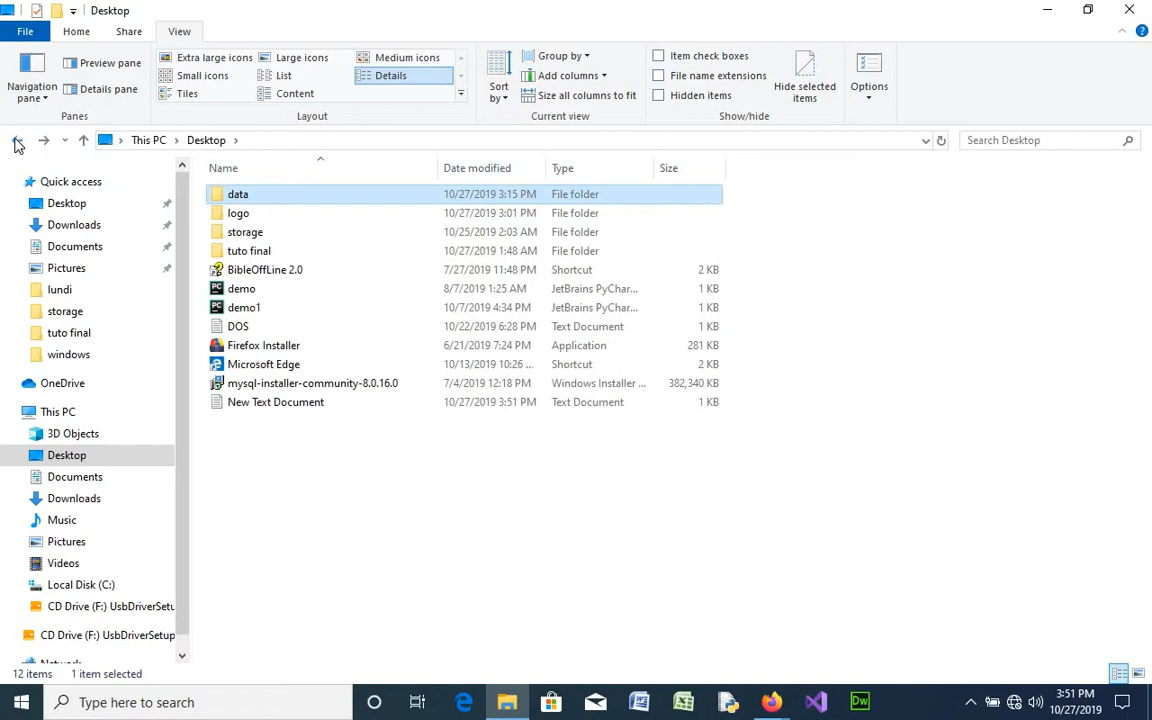 Desktop
File Home Share View
Navigation pane
Preview pane
Details pane
Panes
Extra large icons Large icons Medium icons
Small icons List Details
Tiles Content
Layout
Sort by
Group by
Add columns
Size all columns to fit
Current view
Item check boxes
File name extensions
Hidden items
Hide selected items
Show/hide
Options
This PC Desktop
Search Desktop
Quick access
Desktop
Downloads
Documents
Pictures
lundi
storage
tuto final
windows
OneDrive
This PC
3D Objects
Desktop
Documents
Downloads
Music
Pictures
Videos
Local Disk (C:)
CD Drive (F:) UsbDriverSetu
CD Drive (F:) UsbDriverSetup
Network
Name Date modified Type Size
data 10/27/2019 3:15 PM File folder
logo 10/27/2019 3:01 PM File folder
storage 10/25/2019 2:03 AM File folder
tuto final 10/27/2019 1:48 AM File folder
BibleOffLine 2.0 7/27/2019 11:48 PM Shortcut 2 KB
demo 8/7/2019 1:25 AM JetBrains PyChar... 1 KB
demo1 10/7/2019 4:34 PM JetBrains PyChar... 1 KB
DOS 10/22/2019 6:28 PM Text Document 1 KB
Firefox Installer 6/21/2019 7:24 PM Application 281 KB
Microsoft Edge 10/13/2019 10:26 ... Shortcut 2 KB
mysql-installer-community-8.0.16.0 7/4/2019 12:18 PM Windows Installer ... 382,340 KB
New Text Document 10/27/2019 3:51 PM Text Document 1 KB
12 items 1 item selected
Type here to search
3:51 PM
10/27/2019